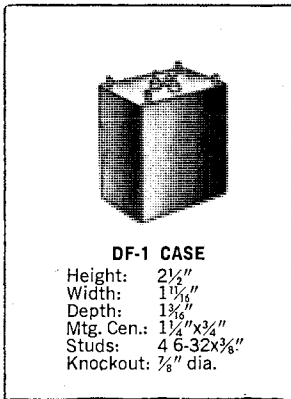 DF-1 CASE
Height: 2½"
Width: 1¹¹⁄₁₆"
Depth: 1³⁄₁₆"
Mtg. Cen.: 1¼"x¾"
Studs: 4 6-32x⅜"
Knockout: ⅞" dia.